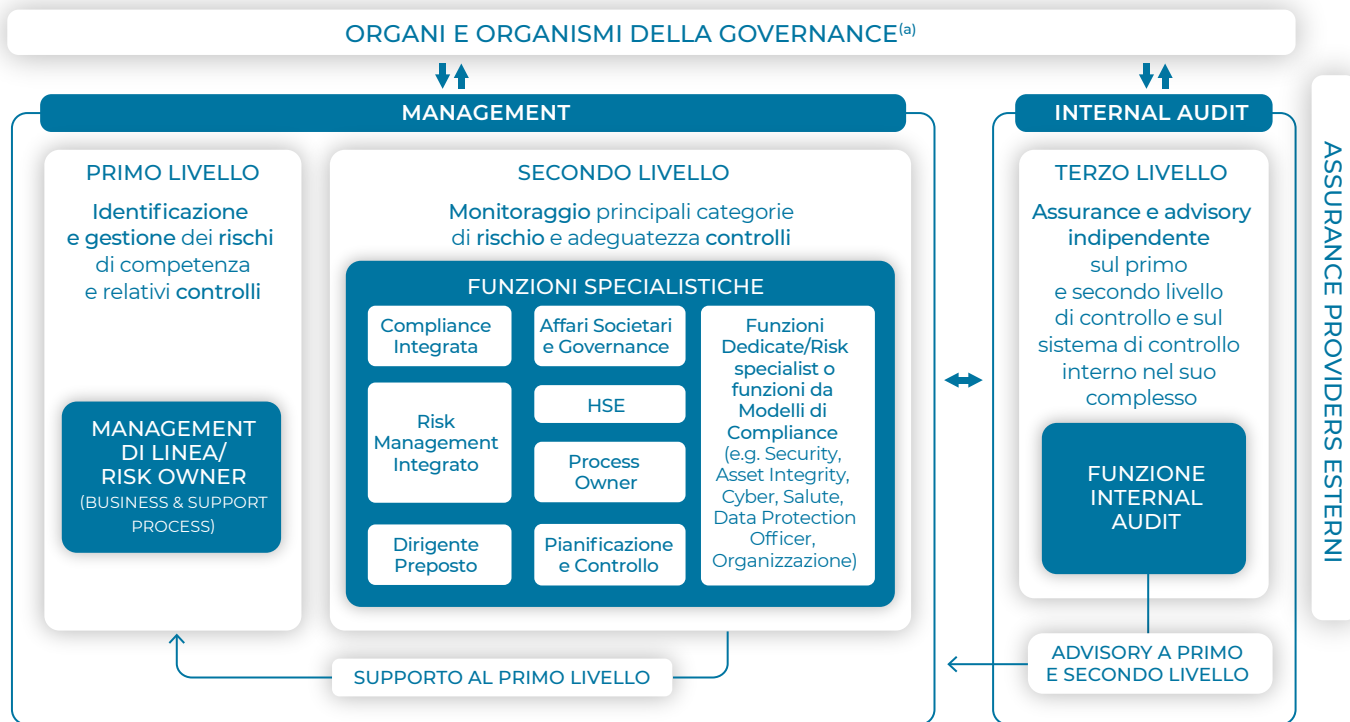 ORGANI E ORGANISMI DELLA GOVERNANCE(a)
MANAGEMENT
PRIMO LIVELLO
Identificazione
e gestione dei rischi
di competenza
e relativi controlli
MANAGEMENT
DI LINEA/
RISK OWNER
(BUSINESS & SUPPORT
PROCESS)
SECONDO LIVELLO
Monitoraggio principali categorie
di rischio e adeguatezza controlli
FUNZIONI SPECIALISTICHE
Compliance
Integrata
Risk
Management
Integrato
Dirigente
Preposto
Affari Societari
e Governance
HSE
Process
Owner
Pianificazione
e Controllo
Funzioni
Dedicate/Risk
specialist o
funzioni da
Modelli di
Compliance
(e.g. Security,
Asset Integrity,
Cyber, Salute,
Data Protection
Officer,
Organizzazione)
SUPPORTO AL PRIMO LIVELLO
INTERNAL AUDIT
TERZO LIVELLO
Assurance e advisory
indipendente
sul primo
e secondo livello
di controllo e sul
sistema di controllo
interno nel suo
complesso
FUNZIONE
INTERNAL
AUDIT
ADVISORY A PRIMO
E SECONDO LIVELLO
ASSURANCE PROVIDERS ESTERNI